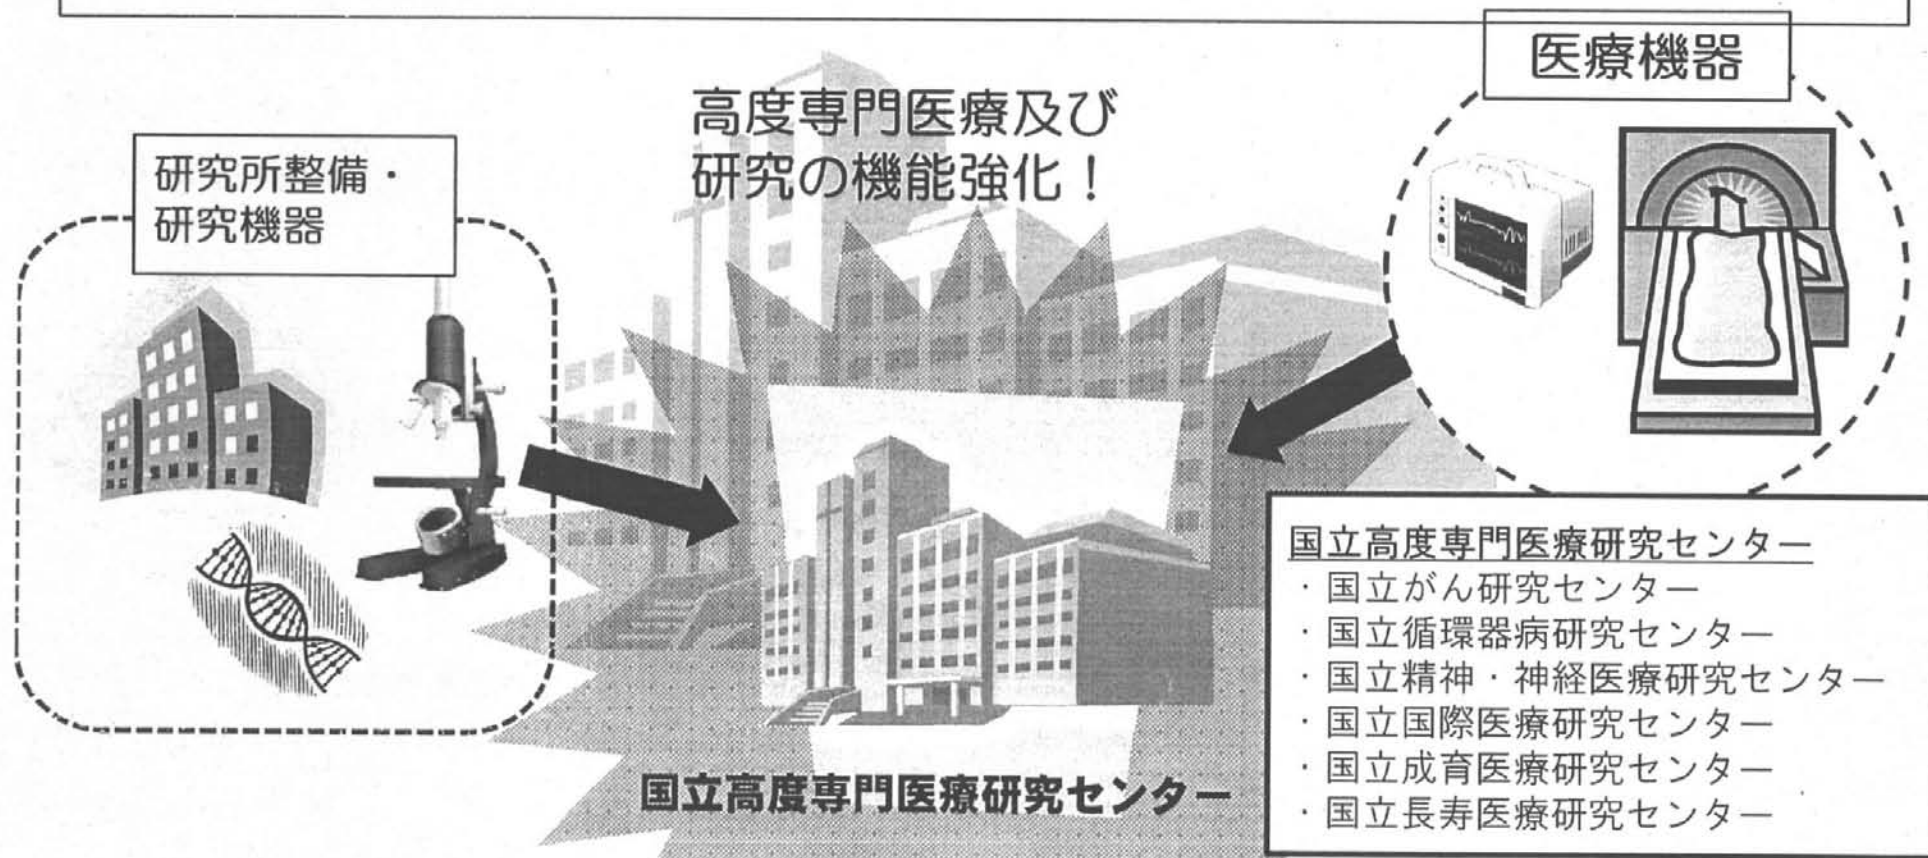 医療機器
高度専門医療及び
研究の機能強化！
研究所整備・
研究機器
国立高度専門医療研究センター
・国立がん研究センター
・国立循環器病研究センター
・国立精神・神経医療研究センター
・国立国際医療研究センター
・国立成育医療研究センター
・国立長寿医療研究センター
国立高度専門医療研究センター